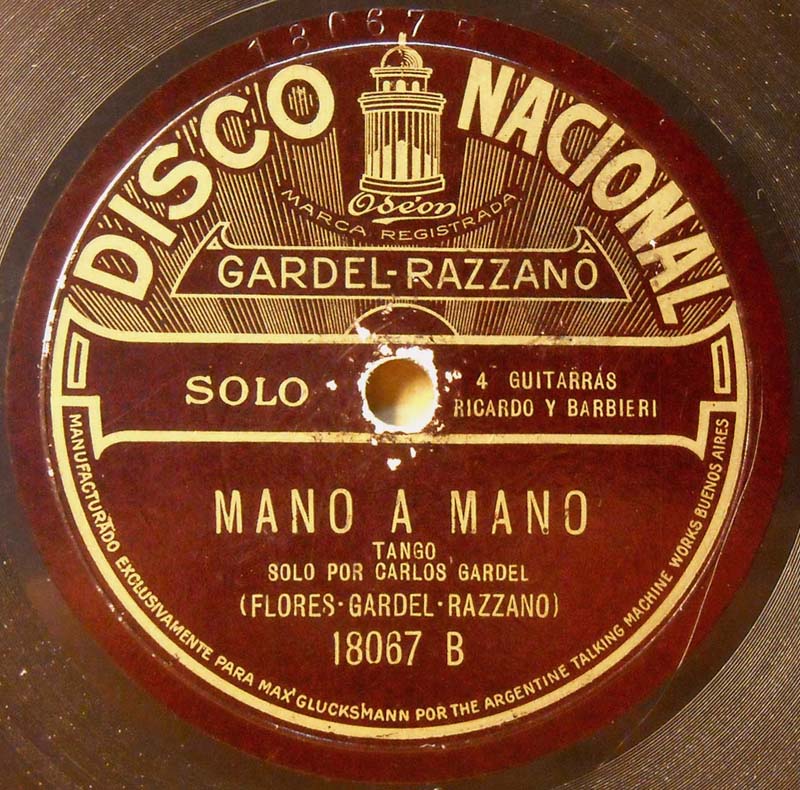 18067 B
DISCO NACIONAL
Odeon
MARCA REGISTRADA
GARDEL-RAZZANO
SOLO
4 GUITARRAS
RICARDO Y BARBIERI
MANO A MANO
TANGO
SOLO POR CARLOS GARDEL
(FLORES·GARDEL·RAZZANO)
18067 B
MANUFACTURADO EXCLUSIVAMENTE PARA MAX GLUCKSMANN POR THE ARGENTINE TALKING MACHINE WORKS BUENOS AIRES